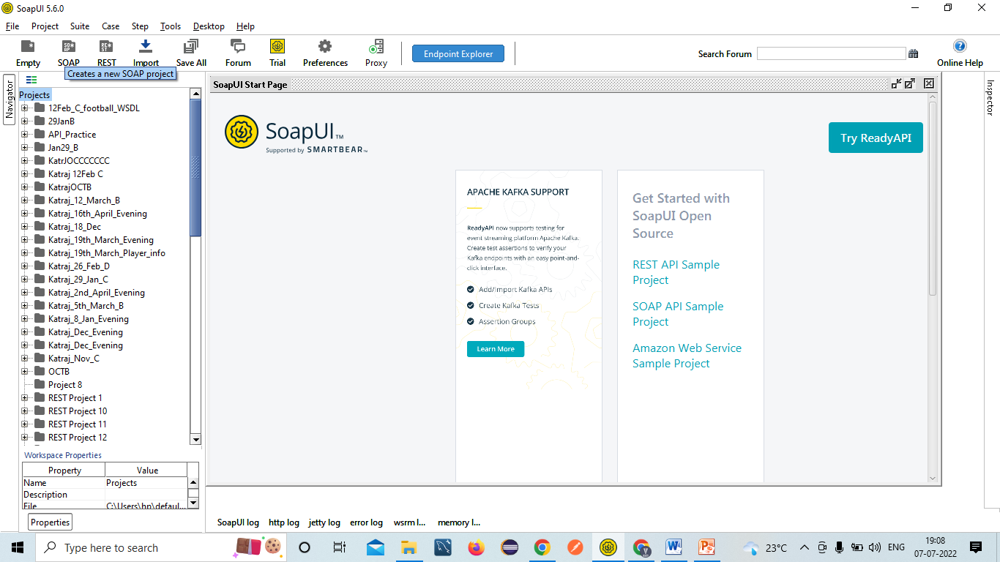 SoapUI 5.6.0
File Project Suite Case Step Tools Desktop Help
Empty SOAP REST Import Save All Forum Trial Preferences Proxy Endpoint Explorer Search Forum Online Help
Creates a new SOAP project
Navigator
Projects
12Feb_C_football_WSDL
29JanB
API_Practice
Jan29_B
KatrJOCCCCCCC
Katraj 12Feb C
KatrajOCTB
Katraj_12_March_B
Katraj_16th_April_Evening
Katraj_18_Dec
Katraj_19th_March_Evening
Katraj_19th_March_Player_info
Katraj_26_Feb_D
Katraj_29_Jan_C
Katraj_2nd_April_Evening
Katraj_5th_March_B
Katraj_8_Jan_Evening
Katraj_Dec_Evening
Katraj_Dec_Evening
Katraj_Nov_C
OCTB
Project 8
REST Project 1
REST Project 10
REST Project 11
REST Project 12
Workspace Properties
Property Value
Name Projects
Description
File C:\Users\hp\defaul...
Properties
SoapUI Start Page
SoapUI™
Supported by SMARTBEAR™
Try ReadyAPI
APACHE KAFKA SUPPORT
ReadyAPI now supports testing for
event streaming platform Apache Kafka.
Create test assertions to verify your
Kafka endpoints with an easy point-and-
click interface.
Add/Import Kafka APIs
Create Kafka Tests
Assertion Groups
Learn More
Get Started with
SoapUI Open
Source
REST API Sample
Project
SOAP API Sample
Project
Amazon Web Service
Sample Project
Inspector
SoapUI log http log jetty log error log wsrm l... memory l...
Type here to search
23°C ENG 19:08
07-07-2022